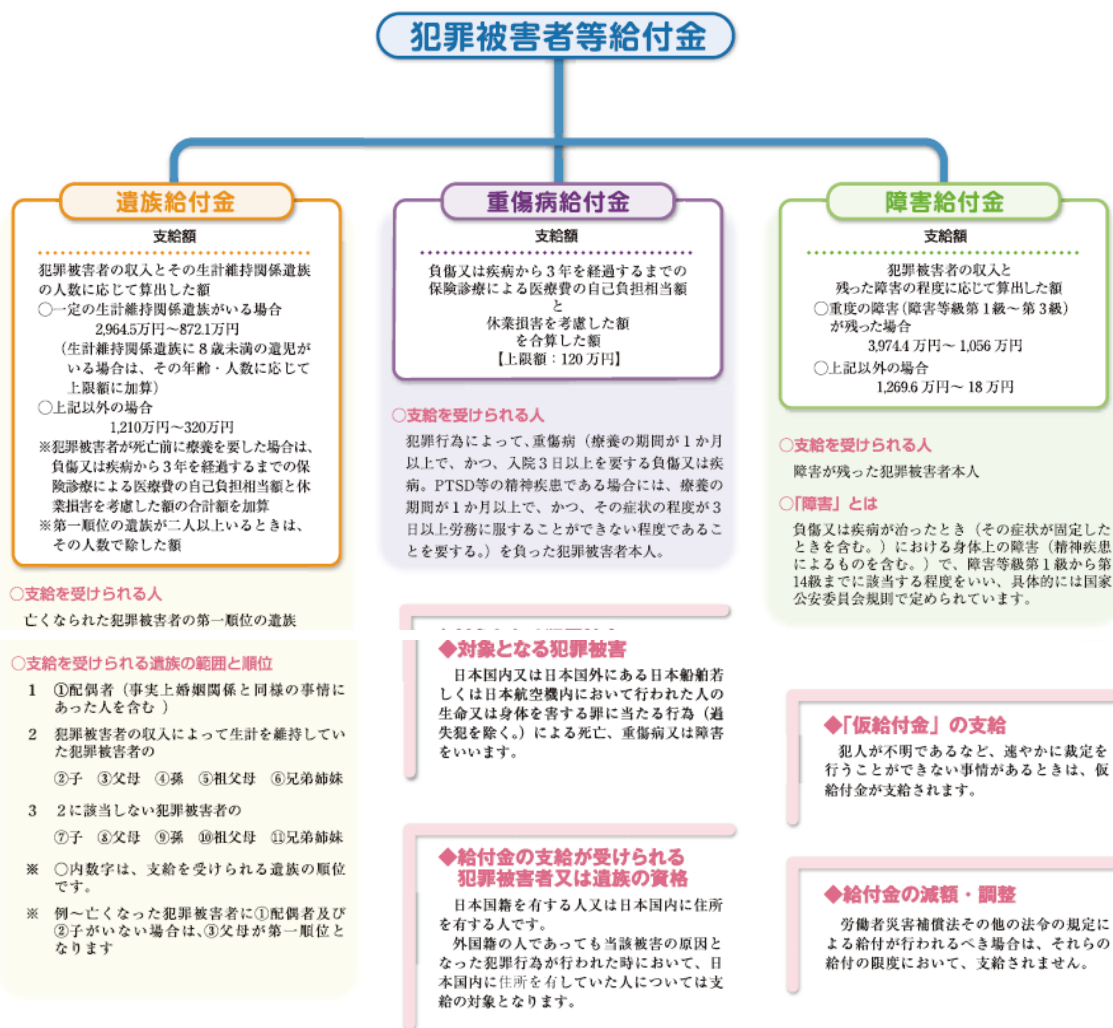 犯罪被害者等給付金
遺族給付金
支給額
犯罪被害者の収入とその生計維持関係遺族
の人数に応じて算出した額
○一定の生計維持関係遺族がいる場合
2,964.5万円～872.1万円
（生計維持関係遺族に８歳未満の遺児が
いる場合は、その年齢・人数に応じて
上限額に加算）
○上記以外の場合
1,210万円～320万円
※犯罪被害者が死亡前に療養を要した場合は、
負傷又は疾病から３年を経過するまでの保
険診療による医療費の自己負担相当額と休
業損害を考慮した額の合計額を加算
※第一順位の遺族が二人以上いるときは、
その人数で除した額
○支給を受けられる人
亡くなられた犯罪被害者の第一順位の遺族
○支給を受けられる遺族の範囲と順位
1 ①配偶者（事実上婚姻関係と同様の事情に
あった人を含む ）
2 犯罪被害者の収入によって生計を維持してい
た犯罪被害者の
②子 ③父母 ④孫 ⑤祖父母 ⑥兄弟姉妹
3 ２に該当しない犯罪被害者の
⑦子 ⑧父母 ⑨孫 ⑩祖父母 ⑪兄弟姉妹
※ ○内数字は、支給を受けられる遺族の順位
です。
※ 例～亡くなった犯罪被害者に①配偶者及び
②子がいない場合は、③父母が第一順位と
なります
重傷病給付金
支給額
負傷又は疾病から３年を経過するまでの
保険診療による医療費の自己負担相当額
と
休業損害を考慮した額
を合算した額
【上限額：120万円】
○支給を受けられる人
犯罪行為によって、重傷病（療養の期間が１か月
以上で、かつ、入院３日以上を要する負傷又は疾
病。PTSD等の精神疾患である場合には、療養の
期間が１か月以上で、かつ、その症状の程度が３
日以上労務に服することができない程度であるこ
とを要する。）を負った犯罪被害者本人。
◆対象となる犯罪被害
日本国内又は日本国外にある日本船舶若
しくは日本航空機内において行われた人の
生命又は身体を害する罪に当たる行為（過
失犯を除く。）による死亡、重傷病又は障害
をいいます。
◆給付金の支給が受けられる
犯罪被害者又は遺族の資格
日本国籍を有する人又は日本国内に住所
を有する人です。
外国籍の人であっても当該被害の原因と
なった犯罪行為が行われた時において、日
本国内に住所を有していた人については支
給の対象となります。
障害給付金
支給額
犯罪被害者の収入と
残った障害の程度に応じて算出した額
○重度の障害（障害等級第１級～第３級）
が残った場合
3,974.4万円～1,056万円
○上記以外の場合
1,269.6万円～18万円
○支給を受けられる人
障害が残った犯罪被害者本人
○「障害」とは
負傷又は疾病が治ったとき（その症状が固定した
ときを含む。）における身体上の障害（精神疾患
によるものを含む。）で、障害等級第１級から第
14級までに該当する程度をいい、具体的には国家
公安委員会規則で定められています。
◆「仮給付金」の支給
犯人が不明であるなど、速やかに裁定を
行うことができない事情があるときは、仮
給付金が支給されます。
◆給付金の減額・調整
労働者災害補償法その他の法令の規定に
よる給付が行われるべき場合は、それらの
給付の限度において、支給されません。